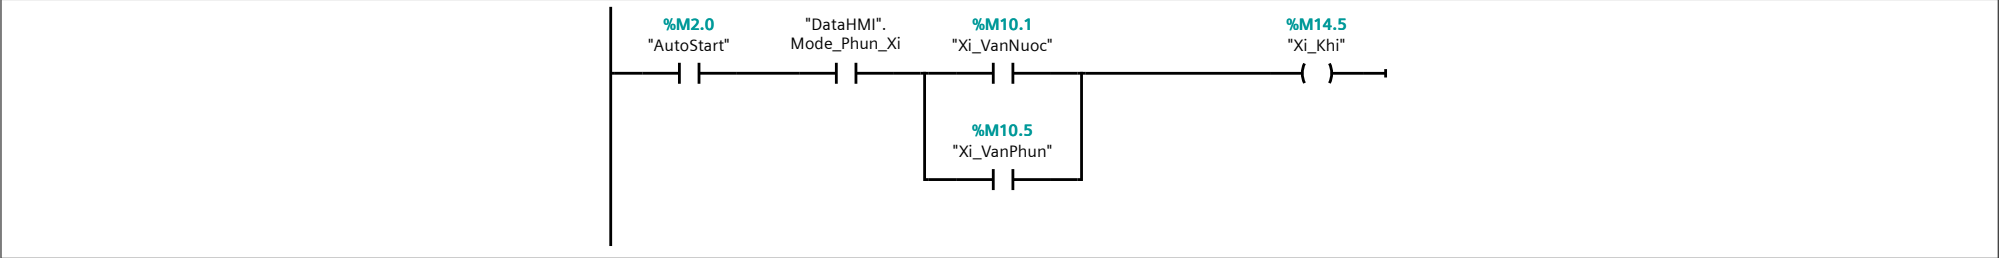 %M2.0
"AutoStart"
"DataHMI".
Mode_Phun_Xi
%M10.1
"Xi_VanNuoc"
%M14.5
"Xi_Khi"
%M10.5
"Xi_VanPhun"